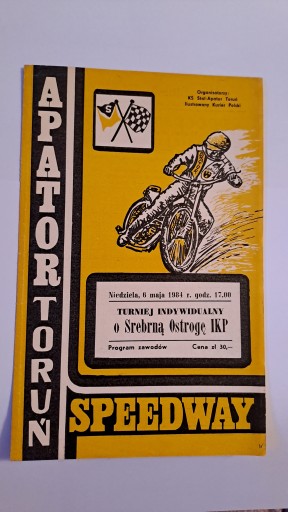 Organizatorzy:
KS Stal-Apator Toruń
Ilustrowany Kurier Polski
S
APATOR TORUŃ
Niedziela, 6 maja 1984 r. godz. 17.00
TURNIEJ INDYWIDUALNY
o Srebrną Ostrogę IKP
Program zawodów Cena zł 30,—
SPEEDWAY